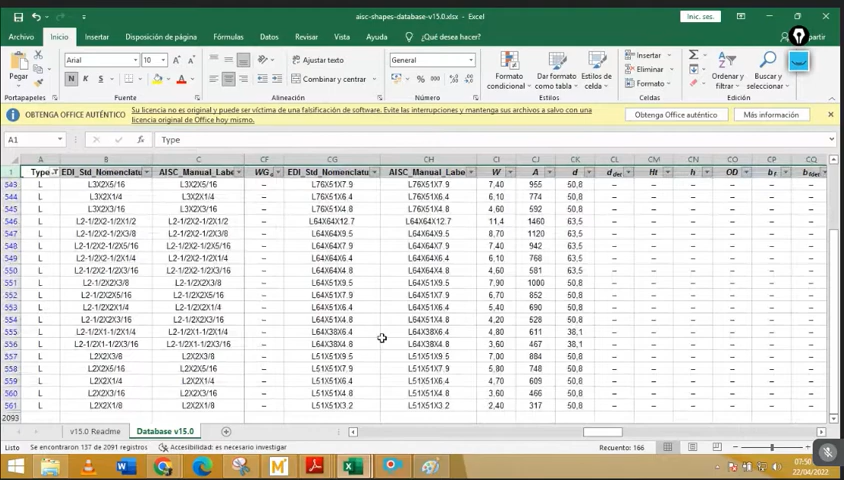 aisc-shapes-database-v15.0.xlsx - Excel
Inic. ses.
Archivo Inicio Insertar Disposición de página Fórmulas Datos Revisar Vista Ayuda ¿Qué desea hacer? partir
Pegar Arial 10 N K S Ajustar texto Combinar y centrar General % 000 Formato condicional Dar formato como tabla Estilos de celda Insertar Eliminar Formato Ordenar y filtrar Buscar y seleccionar
Portapapeles Fuente Alineación Número Estilos Celdas Edición
OBTENGA OFFICE AUTÉNTICO Su licencia no es original y puede ser víctima de una falsificación de software. Evite las interrupciones y mantenga sus archivos a salvo con una licencia original de Office hoy mismo. Obtenga Office auténtico Más información
A1 Type
A B C CF CG CH CI CJ CK CL CM CN CO CP CQ
1 Type EDI_Std_Nomenclatu AISC_Manual_Labe WG EDI_Std_Nomenclatu AISC_Manual_Labe W A d d det Ht h OD b f b fdet
543 L L3X2X5/16 L3X2X5/16 – L76X51X7.9 L76X51X7.9 7,40 955 50,8 – – – – – –
544 L L3X2X1/4 L3X2X1/4 – L76X51X6.4 L76X51X6.4 6,10 774 50,8 – – – – – –
545 L L3X2X3/16 L3X2X3/16 – L76X51X4.8 L76X51X4.8 4,60 592 50,8 – – – – – –
546 L L2-1/2X2-1/2X1/2 L2-1/2X2-1/2X1/2 – L64X64X12.7 L64X64X12.7 11,4 1460 63,5 – – – – – –
547 L L2-1/2X2-1/2X3/8 L2-1/2X2-1/2X3/8 – L64X64X9.5 L64X64X9.5 8,70 1120 63,5 – – – – – –
548 L L2-1/2X2-1/2X5/16 L2-1/2X2-1/2X5/16 – L64X64X7.9 L64X64X7.9 7,40 942 63,5 – – – – – –
549 L L2-1/2X2-1/2X1/4 L2-1/2X2-1/2X1/4 – L64X64X6.4 L64X64X6.4 6,10 768 63,5 – – – – – –
550 L L2-1/2X2-1/2X3/16 L2-1/2X2-1/2X3/16 – L64X64X4.8 L64X64X4.8 4,60 581 63,5 – – – – – –
551 L L2-1/2X2X3/8 L2-1/2X2X3/8 – L64X51X9.5 L64X51X9.5 7,90 1000 50,8 – – – – – –
552 L L2-1/2X2X5/16 L2-1/2X2X5/16 – L64X51X7.9 L64X51X7.9 6,70 852 50,8 – – – – – –
553 L L2-1/2X2X1/4 L2-1/2X2X1/4 – L64X51X6.4 L64X51X6.4 5,40 690 50,8 – – – – – –
554 L L2-1/2X2X3/16 L2-1/2X2X3/16 – L64X51X4.8 L64X51X4.8 4,20 528 50,8 – – – – – –
555 L L2-1/2X1-1/2X1/4 L2-1/2X1-1/2X1/4 – L64X38X6.4 L64X38X6.4 4,80 611 38,1 – – – – – –
556 L L2-1/2X1-1/2X3/16 L2-1/2X1-1/2X3/16 – L64X38X4.8 L64X38X4.8 3,60 467 38,1 – – – – – –
557 L L2X2X3/8 L2X2X3/8 – L51X51X9.5 L51X51X9.5 7,00 884 50,8 – – – – – –
558 L L2X2X5/16 L2X2X5/16 – L51X51X7.9 L51X51X7.9 5,80 748 50,8 – – – – – –
559 L L2X2X1/4 L2X2X1/4 – L51X51X6.4 L51X51X6.4 4,70 609 50,8 – – – – – –
560 L L2X2X3/16 L2X2X3/16 – L51X51X4.8 L51X51X4.8 3,60 466 50,8 – – – – – –
561 L L2X2X1/8 L2X2X1/8 – L51X51X3.2 L51X51X3.2 2,40 317 50,8 – – – – – –
2093
v15.0 Readme Database v15.0
Listo Se encontraron 137 de 2091 registros Accesibilidad: es necesario investigar Recuento: 166 100 %
07:50
22/04/2022